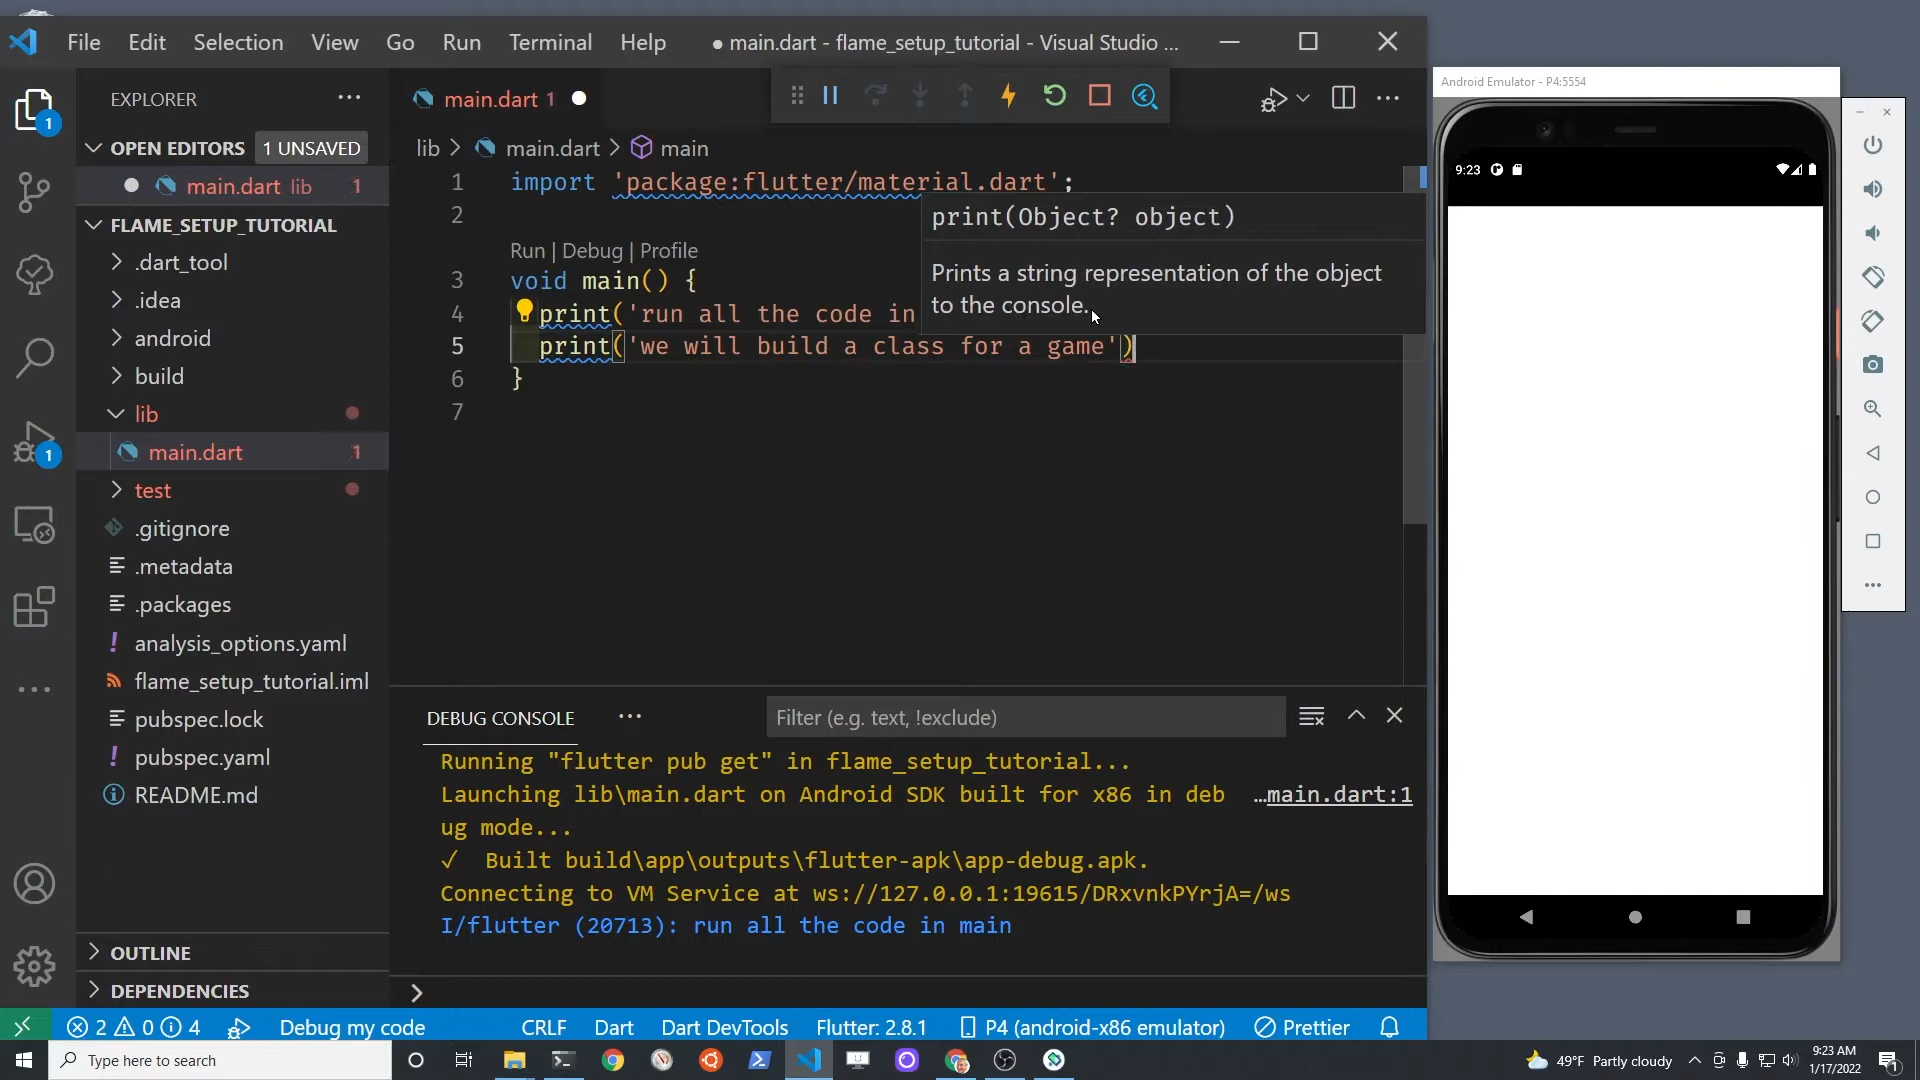 File Edit Selection View Go Run Terminal Help ● main.dart - flame_setup_tutorial - Visual Studio ...
Android Emulator - P4:5554
EXPLORER
main.dart 1
1
OPEN EDITORS 1 UNSAVED
lib > main.dart > main
main.dart lib 1
1 import 'package:flutter/material.dart';
9:23
2
print(Object? object)
FLAME_SETUP_TUTORIAL
Run | Debug | Profile
.dart_tool
Prints a string representation of the object
to the console.
3 void main() {
.idea
4 print('run all the code in
android
5 print('we will build a class for a game')
build
6 }
7
lib
main.dart 1
1
test
.gitignore
.metadata
.packages
analysis_options.yaml
flame_setup_tutorial.iml
pubspec.lock
pubspec.yaml
README.md
DEBUG CONSOLE
Filter (e.g. text, !exclude)
Running "flutter pub get" in flame_setup_tutorial...
Launching lib\main.dart on Android SDK built for x86 in deb …main.dart:1
ug mode...
✓ Built build\app\outputs\flutter-apk\app-debug.apk.
Connecting to VM Service at ws://127.0.0.1:19615/DRxvnkPYrjA=/ws
I/flutter (20713): run all the code in main
OUTLINE
DEPENDENCIES
2 0 4 Debug my code CRLF Dart Dart DevTools Flutter: 2.8.1 P4 (android-x86 emulator) Prettier
Type here to search
49°F Partly cloudy
9:23 AM
1/17/2022
1